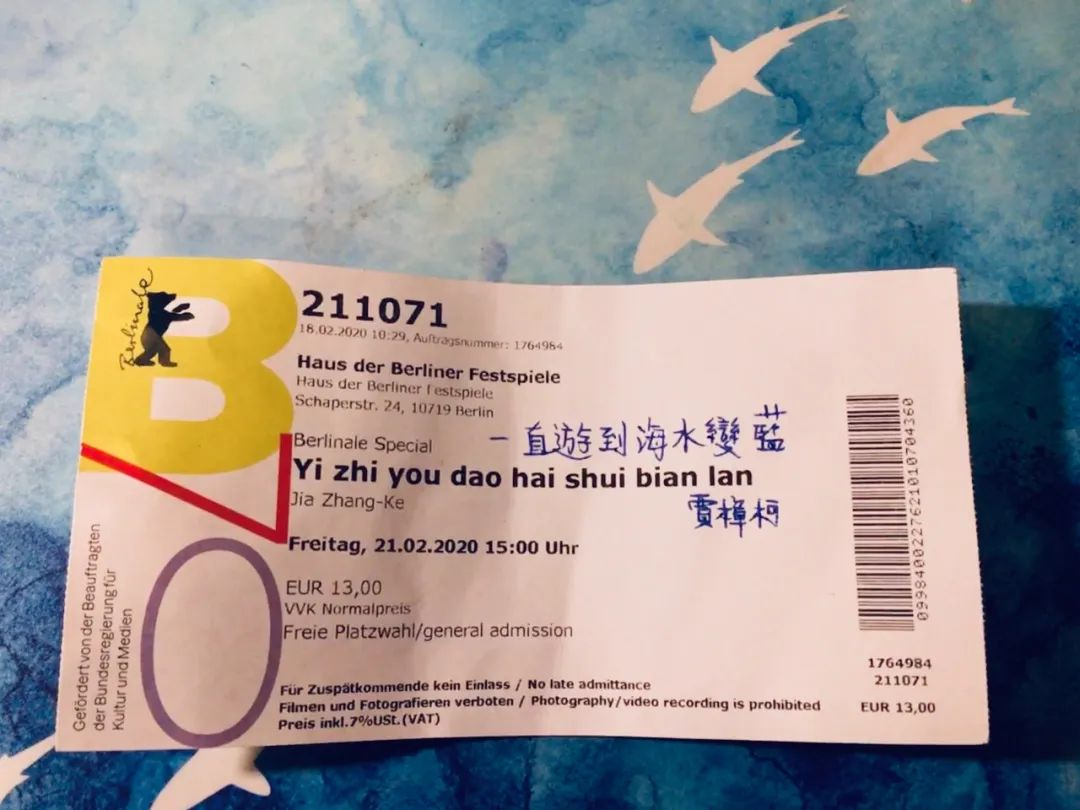 Berlinale
B
70
Gefördert von der Beauftragten
der Bundesregierung für
Kultur und Medien
211071
18.02.2020 10:29, Auftragsnummer: 1764984
Haus der Berliner Festspiele
Haus der Berliner Festspiele
Schaperstr. 24, 10719 Berlin
Berlinale Special
一直遊到海水變藍
Yi zhi you dao hai shui bian lan
Jia Zhang-Ke
賈樟柯
Freitag, 21.02.2020 15:00 Uhr
EUR 13,00
VVK Normalpreis
Freie Platzwahl/general admission
Für Zuspätkommende kein Einlass / No late admittance
Filmen und Fotografieren verboten / Photography/video recording is prohibited
Preis inkl.7%USt.(VAT)
0998400227621010704360
1764984
211071
EUR 13,00